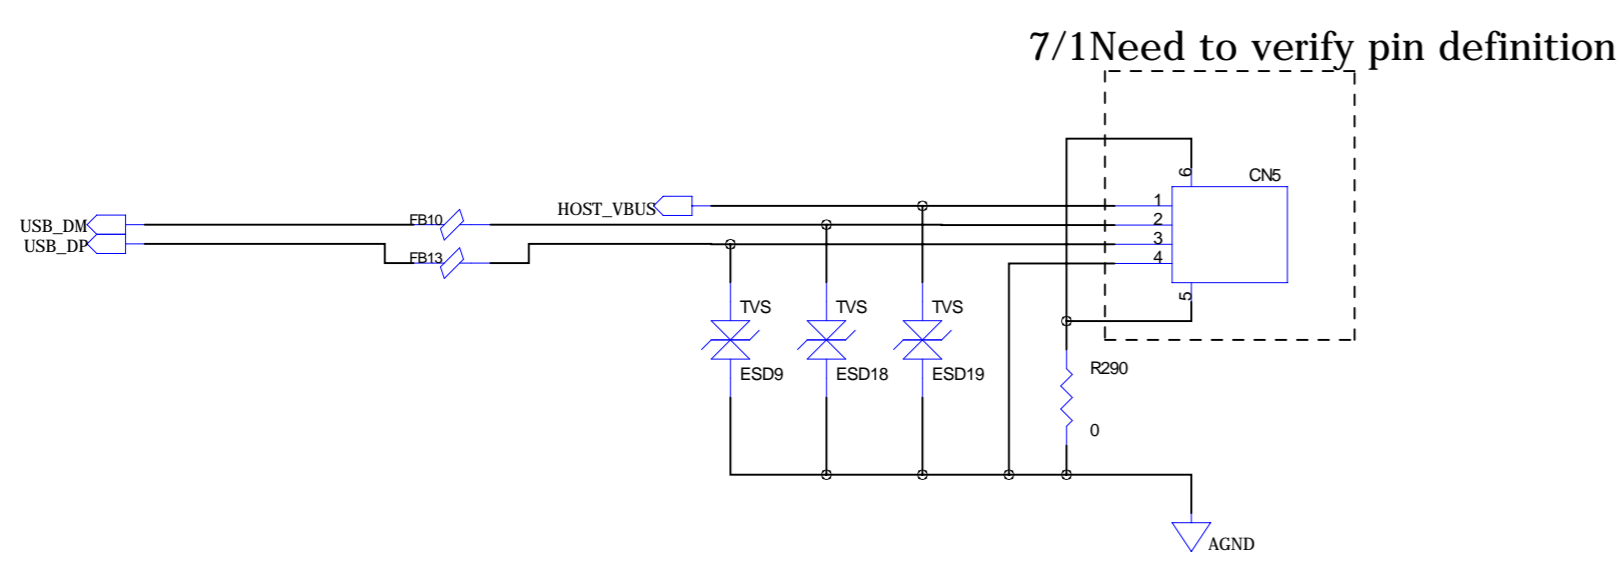 7/1Need to verify pin definition
6
CN5
HOST_VBUS
1
USB_DM
FB10
2
USB_DP
3
FB13
4
5
TVS
TVS
TVS
ESD9
ESD18
ESD19
R290
0
AGND